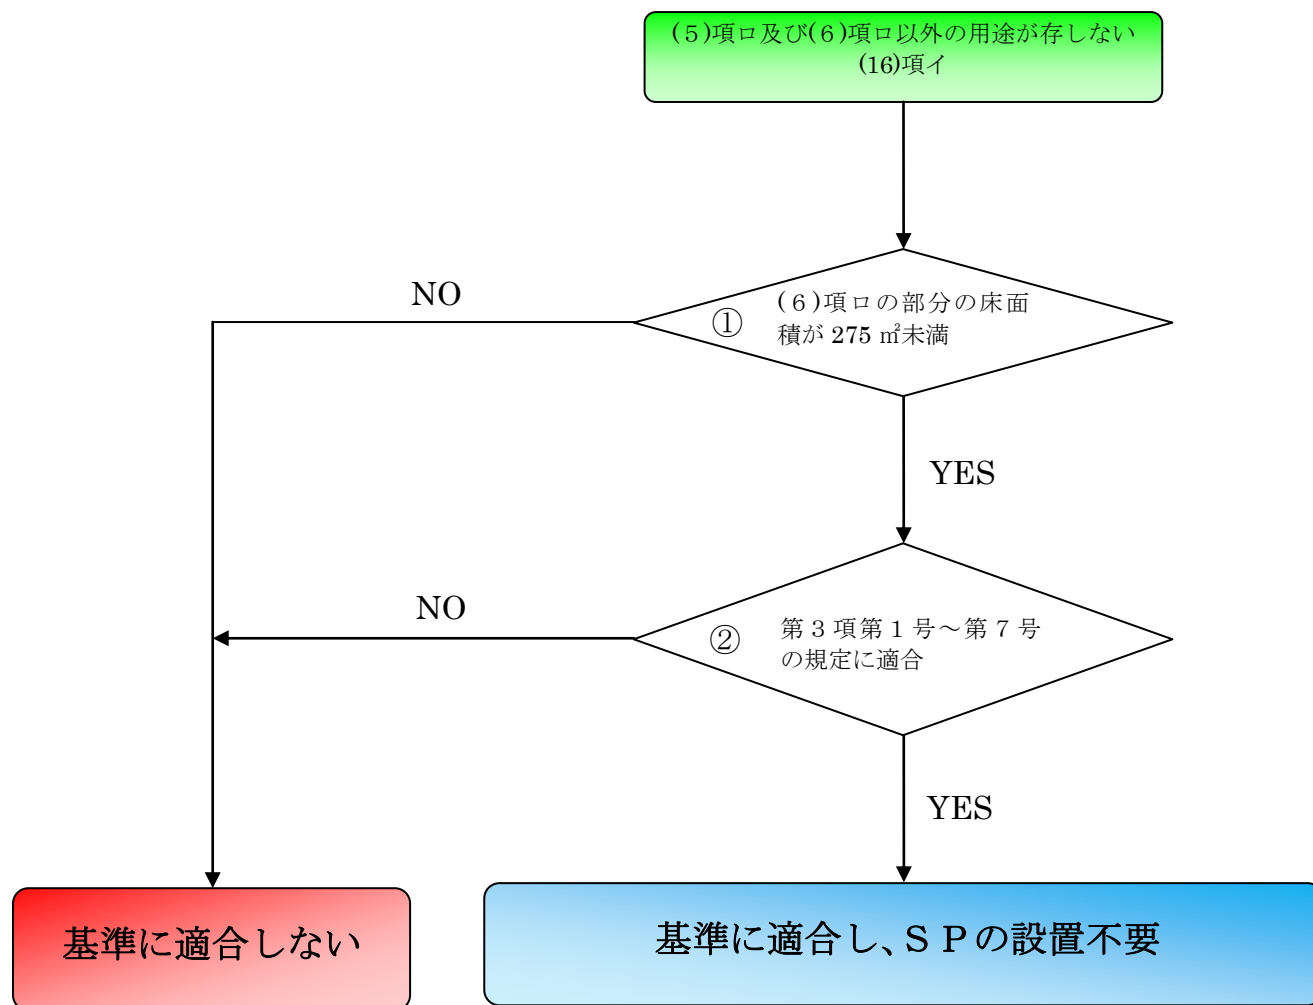 (５)項ロ及び(６)項ロ以外の用途が存しない
(16)項イ
NO
①
(６)項ロの部分の床面
積が 275 ㎡未満
YES
NO
②
第３項第１号～第７号
の規定に適合
YES
基準に適合しない
基準に適合し、ＳＰの設置不要